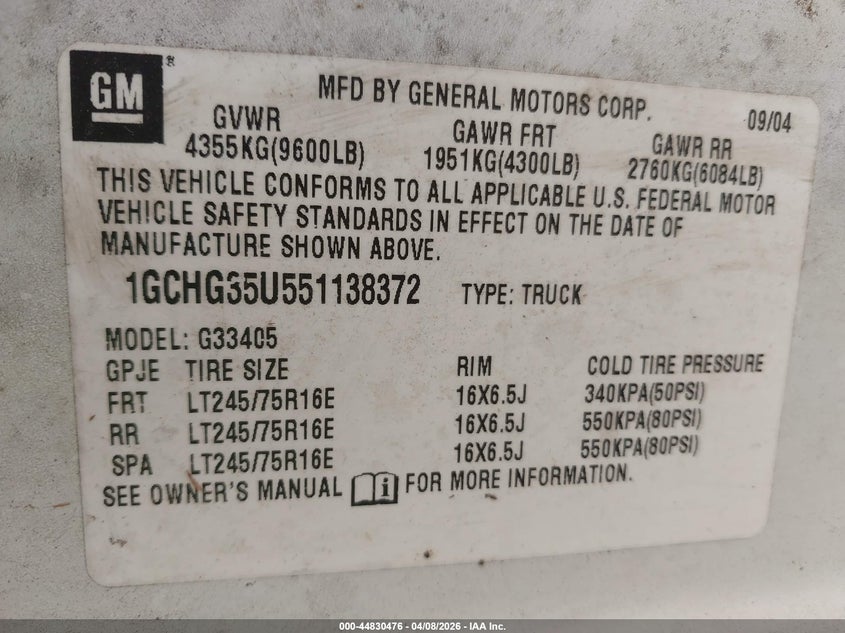 GM
MFD BY GENERAL MOTORS CORP. 09/04
GVWR GAWR FRT GAWR RR
4355KG(9600LB) 1951KG(4300LB) 2760KG(6084LB)
THIS VEHICLE CONFORMS TO ALL APPLICABLE U.S. FEDERAL MOTOR
VEHICLE SAFETY STANDARDS IN EFFECT ON THE DATE OF
MANUFACTURE SHOWN ABOVE.
1GCHG35U551138372 TYPE: TRUCK
MODEL: G33405
GPJE TIRE SIZE RIM COLD TIRE PRESSURE
FRT LT245/75R16E 16X6.5J 340KPA(50PSI)
RR LT245/75R16E 16X6.5J 550KPA(80PSI)
SPA LT245/75R16E 16X6.5J 550KPA(80PSI)
SEE OWNER'S MANUAL i FOR MORE INFORMATION.
000-44830476 - 04/08/2026 - IAA Inc.